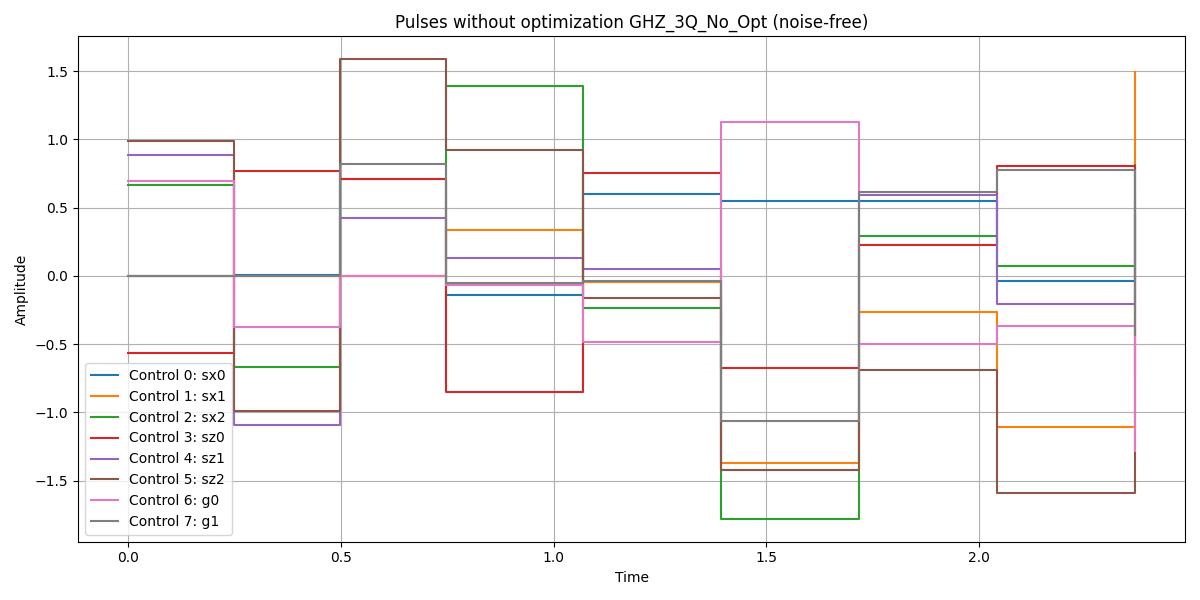 Pulses without optimization GHZ_3Q_No_Opt (noise-free)
Amplitude
1.5
1.0
0.5
0.0
−0.5
−1.0
−1.5
Control 0: sx0
Control 1: sx1
Control 2: sx2
Control 3: sz0
Control 4: sz1
Control 5: sz2
Control 6: g0
Control 7: g1
0.0 0.5 1.0 1.5 2.0
Time